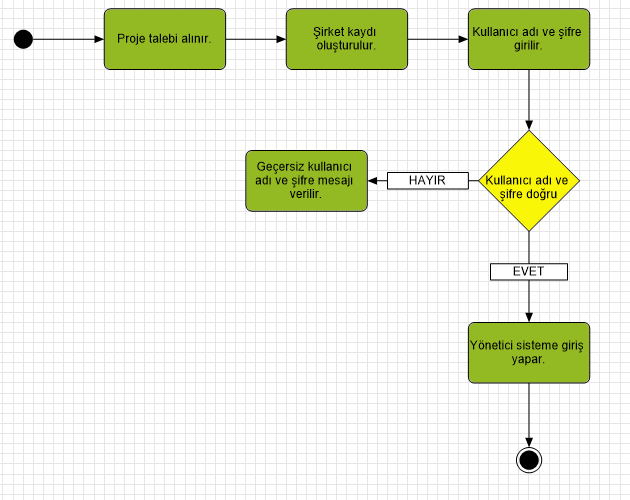 Proje talebi alınır.
Şirket kaydı
oluşturulur.
Kullanıcı adı ve şifre
girilir.
Geçersiz kullanıcı
adı ve şifre mesajı
verilir.
HAYIR
Kullanıcı adı ve
şifre doğru
EVET
Yönetici sisteme giriş
yapar.